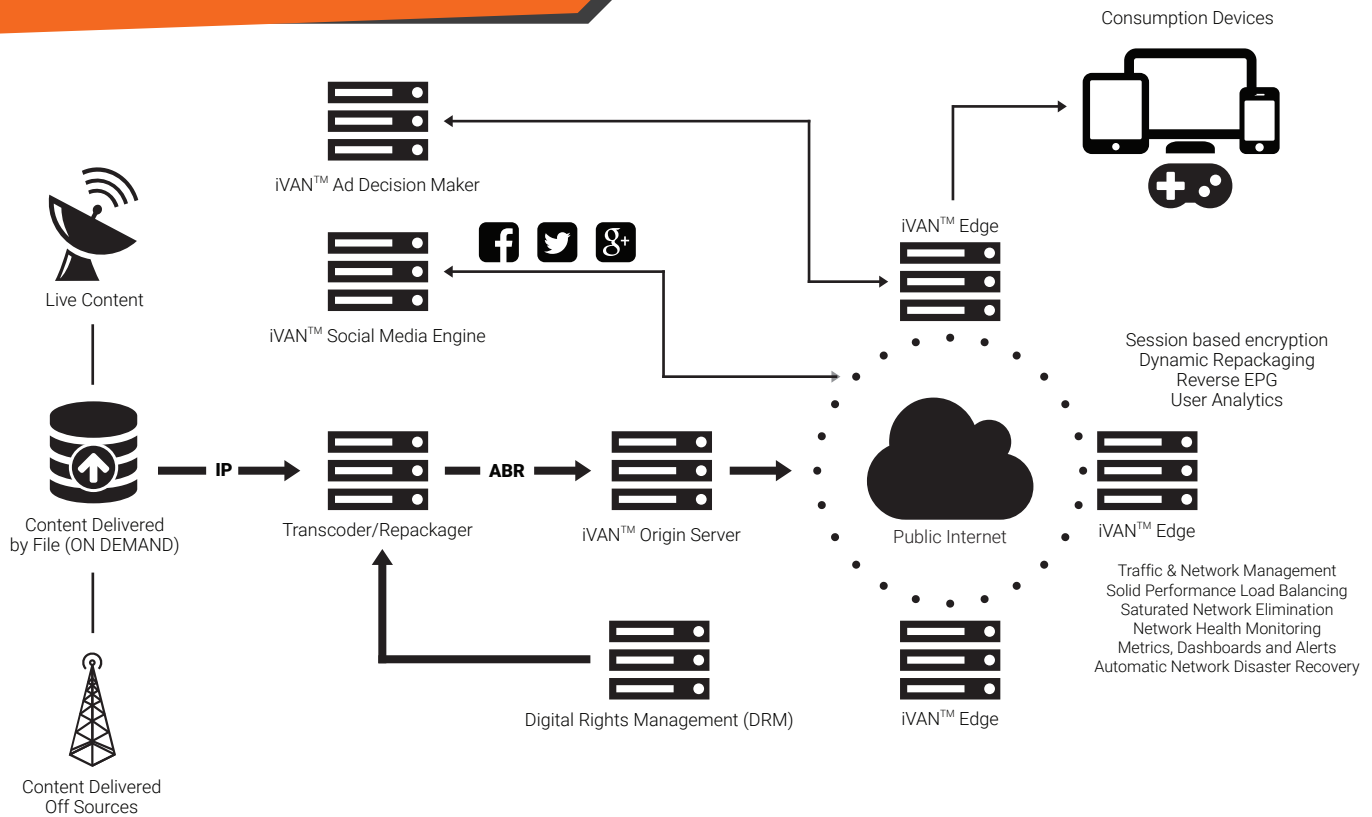 Consumption Devices
iVAN™ Ad Decision Maker
iVAN™ Edge
Live Content
iVAN™ Social Media Engine
g+
Session based encryption
Dynamic Repackaging
Reverse EPG
User Analytics
IP
ABR
Content Delivered
by File (ON DEMAND)
Transcoder/Repackager
iVAN™ Origin Server
Public Internet
iVAN™ Edge
Traffic & Network Management
Solid Performance Load Balancing
Saturated Network Elimination
Network Health Monitoring
Metrics, Dashboards and Alerts
Automatic Network Disaster Recovery
Digital Rights Management (DRM)
iVAN™ Edge
Content Delivered
Off Sources